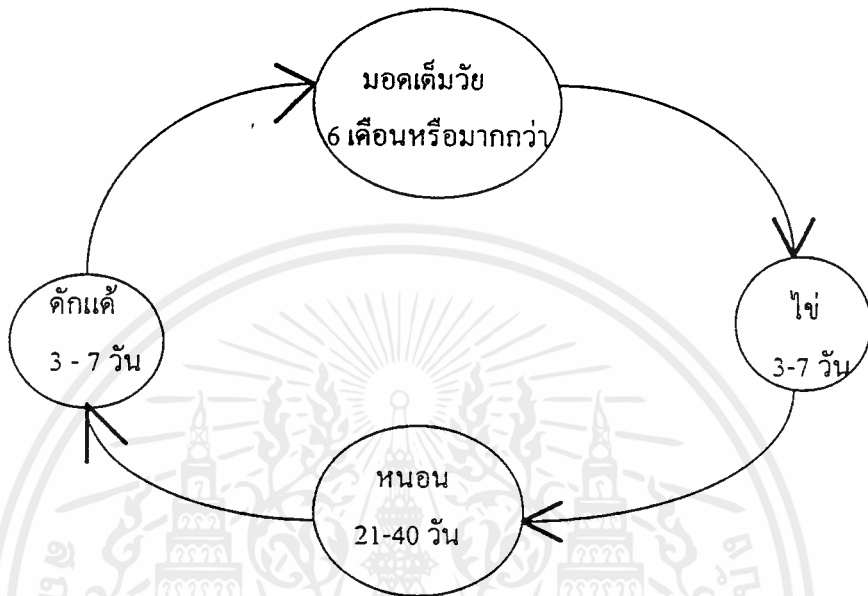 มอดเต็มวัย
6 เดือนหรือมากกว่า
ไข่
3-7 วัน
หนอน
21-40 วัน
ดักแด้
3 - 7 วัน